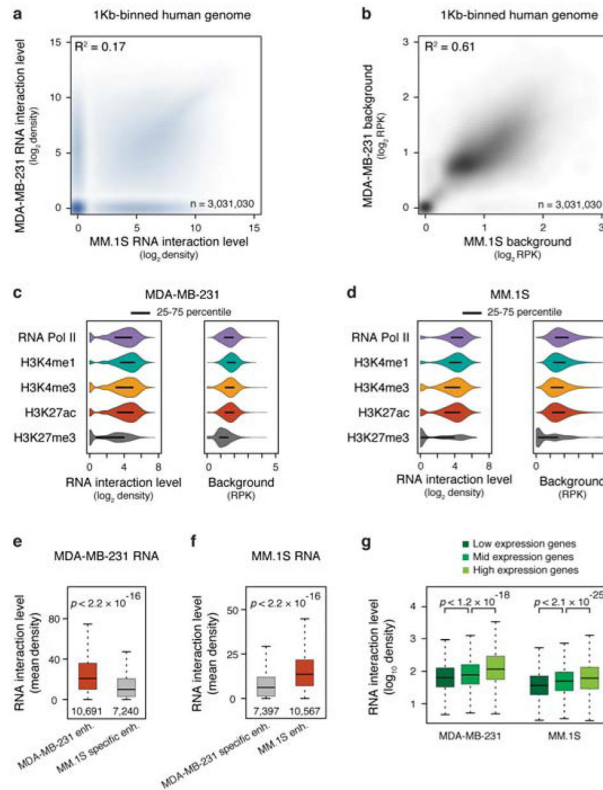 a
1Kb-binned human genome
R² = 0.17
15
10
5
0
MDA-MB-231 RNA interaction level
(log₂ density)
n = 3,031,030
0 5 10 15
MM.1S RNA interaction level
(log₂ density)
b
1Kb-binned human genome
R² = 0.61
3
2
1
0
MDA-MB-231 background
(log₂ RPK)
n = 3,031,030
0 1 2 3
MM.1S background
(log₂ RPK)
c
MDA-MB-231
25-75 percentile
RNA Pol II
H3K4me1
H3K4me3
H3K27ac
H3K27me3
0 4 8
RNA interaction level
(log₂ density)
0 5
Background
(RPK)
d
MM.1S
25-75 percentile
RNA Pol II
H3K4me1
H3K4me3
H3K27ac
H3K27me3
0 4 8
RNA interaction level
(log₂ density)
0 5
Background
(RPK)
e
MDA-MB-231 RNA
p < 2.2 × 10⁻¹⁶
RNA interaction level
(mean density)
80
40
0
10,691 7,240
MDA-MB-231 enh.
MM.1S specific enh.
f
MM.1S RNA
p < 2.2 × 10⁻¹⁶
RNA interaction level
(mean density)
50
25
0
7,397 10,567
MDA-MB-231 specific enh.
MM.1S enh.
g
Low expression genes
Mid expression genes
High expression genes
p < 1.2 × 10⁻¹⁸
p < 2.1 × 10⁻²⁵
RNA interaction level
(log₁₀ density)
4
3
2
1
MDA-MB-231 MM.1S